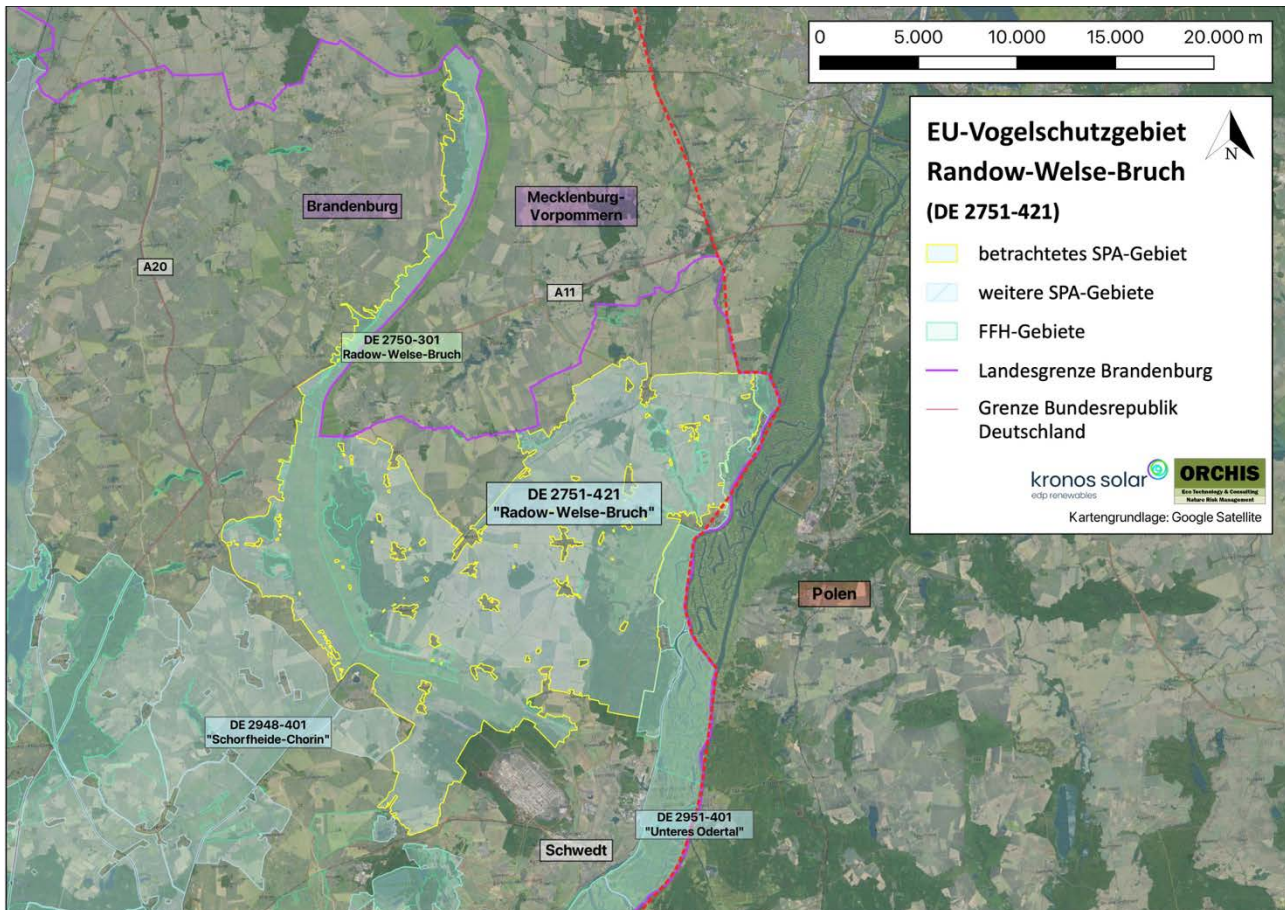 0 5.000 10.000 15.000 20.000 m
EU-Vogelschutzgebiet
Randow-Welse-Bruch
(DE 2751-421)
N
betrachtetes SPA-Gebiet
weitere SPA-Gebiete
FFH-Gebiete
Landesgrenze Brandenburg
Grenze Bundesrepublik
Deutschland
kronos solar
edp renewables
ORCHIS
Eco Technology & Consulting
Nature Risk Management
Kartengrundlage: Google Satellite
Brandenburg
Mecklenburg-
Vorpommern
A20
A11
DE 2750-301
Radow-Welse-Bruch
DE 2751-421
"Radow-Welse-Bruch"
Polen
DE 2948-401
"Schorfheide-Chorin"
DE 2951-401
"Unteres Odertal"
Schwedt